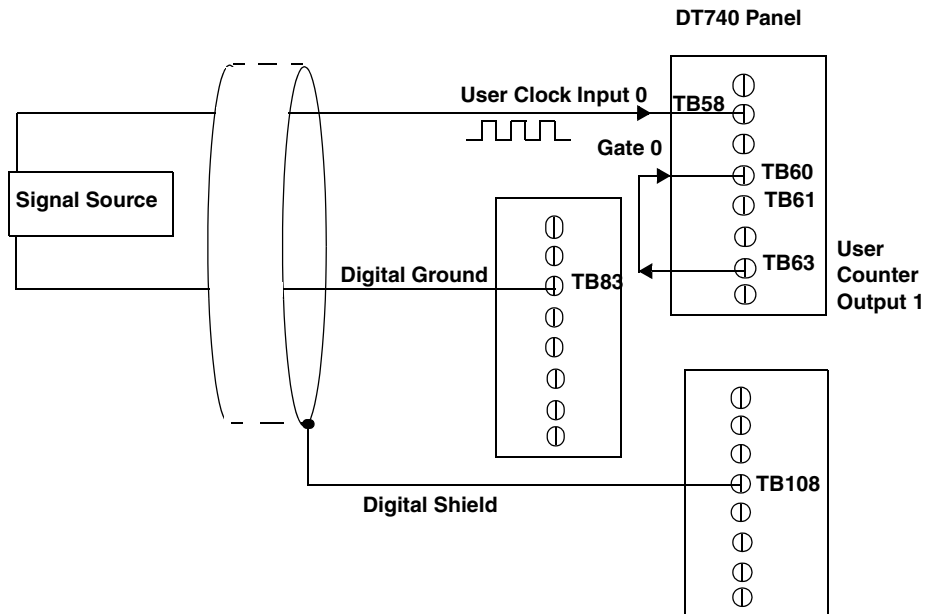 DT740 Panel
User Clock Input 0
TB58
Gate 0
TB60
Signal Source
TB61
User
Counter
Output 1
TB63
Digital Ground
TB83
TB108
Digital Shield